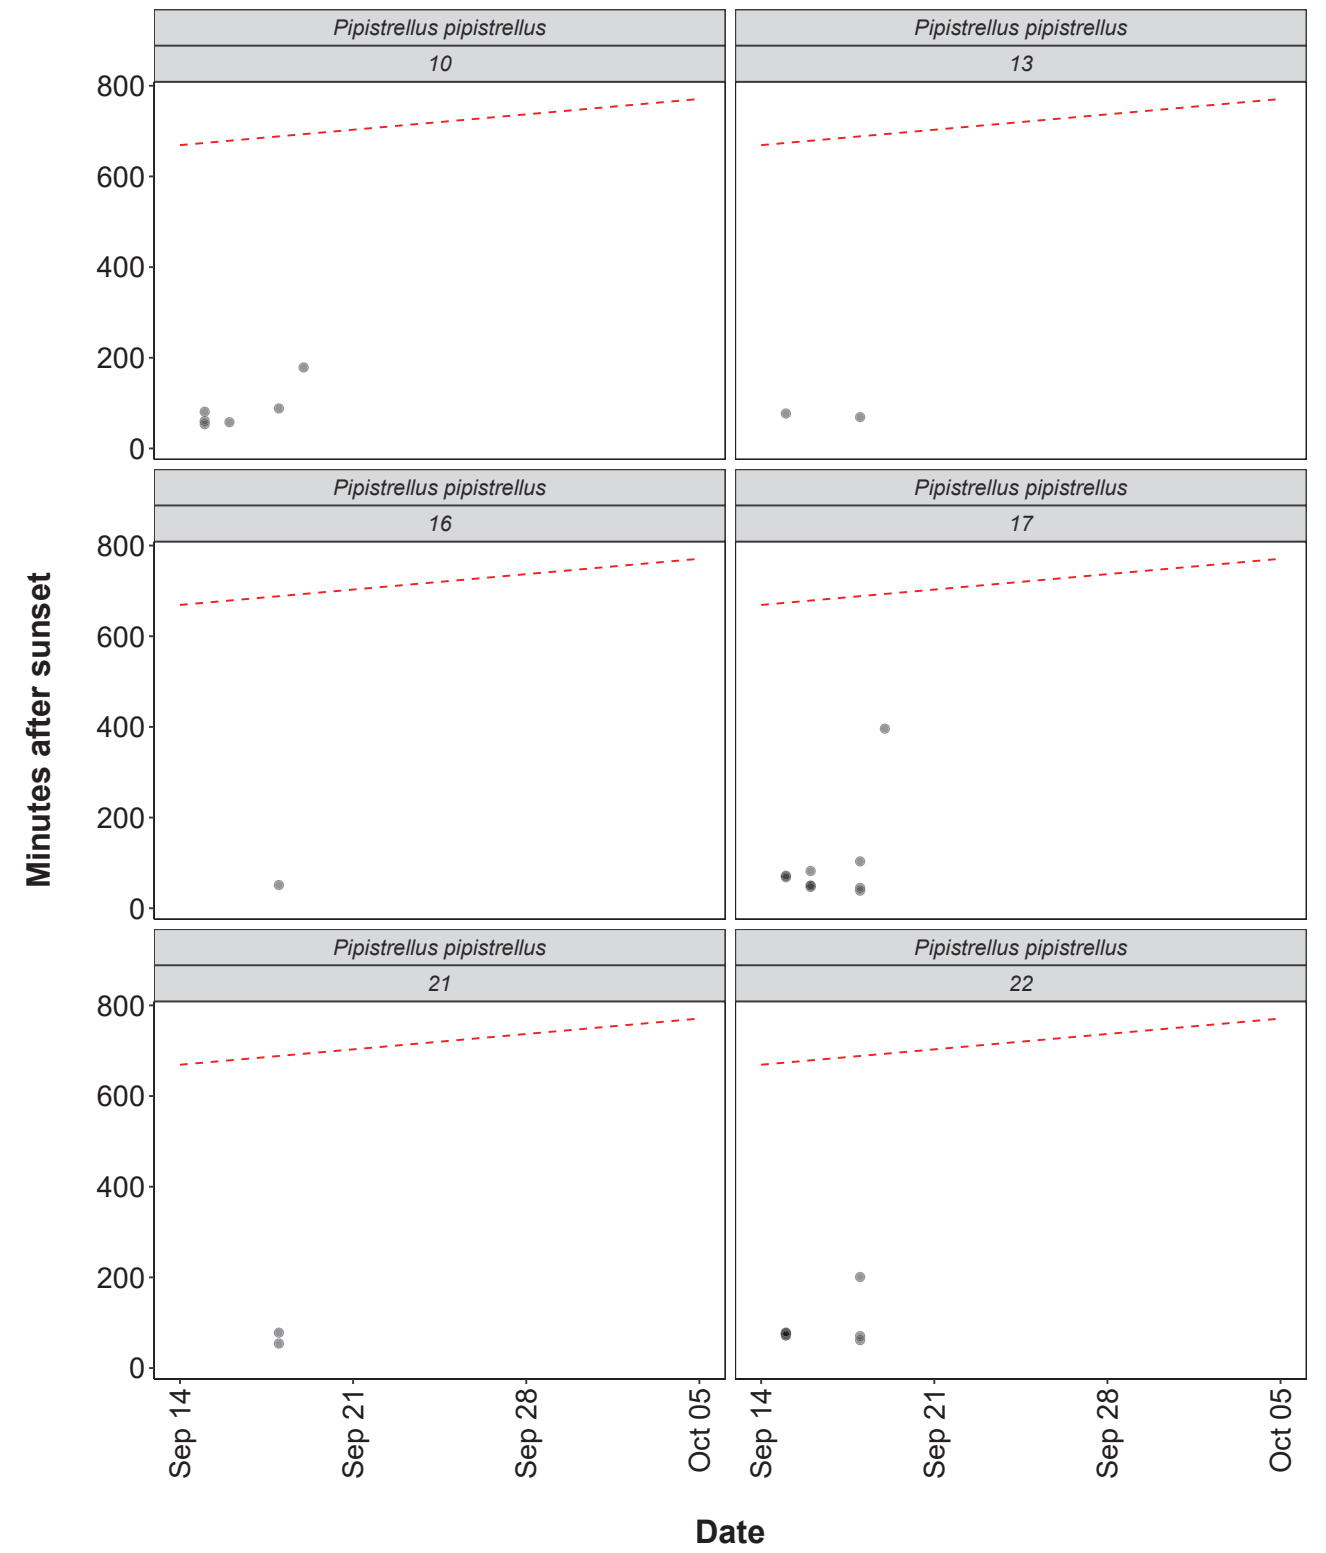 Pipistrellus pipistrellus
Pipistrellus pipistrellus
10
13
800
600
400
200
0
Pipistrellus pipistrellus
Pipistrellus pipistrellus
16
17
800
600
400
200
0
Minutes after sunset
Pipistrellus pipistrellus
Pipistrellus pipistrellus
21
22
800
600
400
200
0
Sep 14
Sep 21
Sep 28
Oct 05
Sep 14
Sep 21
Sep 28
Oct 05
Date